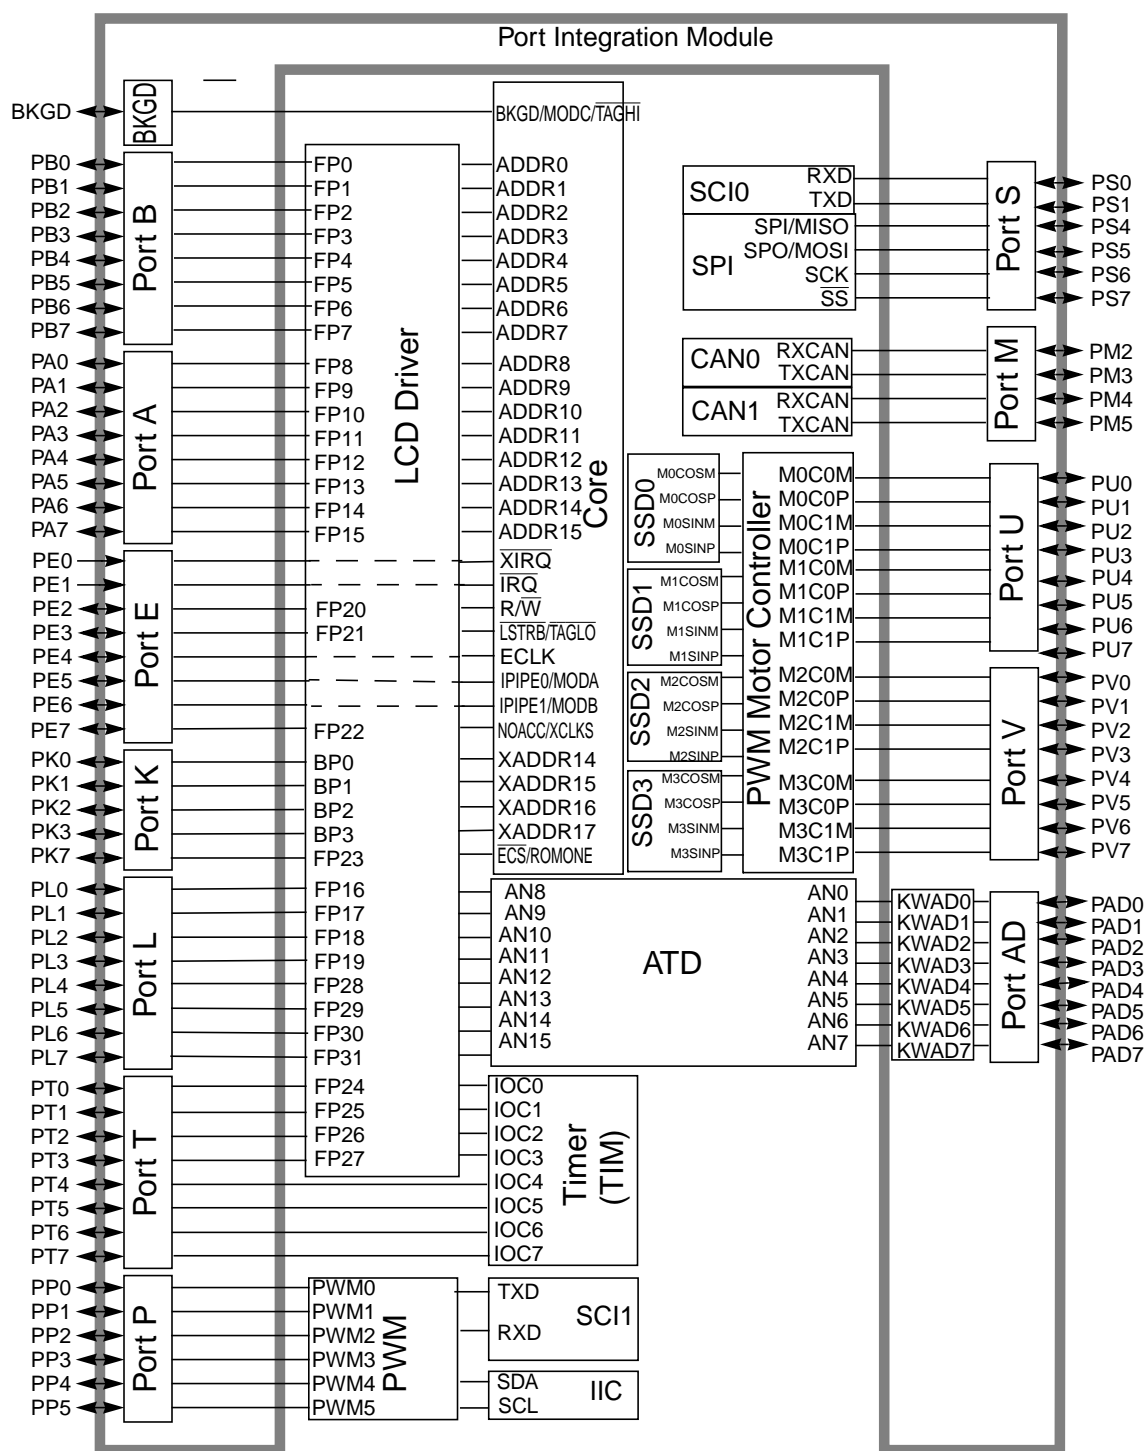 Port Integration Module
BKGD
BKGD
BKGD/MODC/TAGHI
PB0
PB1
PB2
PB3
PB4
PB5
PB6
PB7
Port B
FP0
FP1
FP2
FP3
FP4
FP5
FP6
FP7
ADDR0
ADDR1
ADDR2
ADDR3
ADDR4
ADDR5
ADDR6
ADDR7
PA0
PA1
PA2
PA3
PA4
PA5
PA6
PA7
Port A
FP8
FP9
FP10
FP11
FP12
FP13
FP14
FP15
LCD Driver
ADDR8
ADDR9
ADDR10
ADDR11
ADDR12
ADDR13
ADDR14
ADDR15
Core
PE0
PE1
PE2
PE3
PE4
PE5
PE6
PE7
Port E
FP20
FP21
FP22
XIRQ
IRQ
R/W
LSTRB/TAGLO
ECLK
IPIPE0/MODA
IPIPE1/MODB
NOACC/XCLKS
PK0
PK1
PK2
PK3
PK7
Port K
BP0
BP1
BP2
BP3
FP23
XADDR14
XADDR15
XADDR16
XADDR17
ECS/ROMONE
PL0
PL1
PL2
PL3
PL4
PL5
PL6
PL7
Port L
FP16
FP17
FP18
FP19
FP28
FP29
FP30
FP31
AN8
AN9
AN10
AN11
AN12
AN13
AN14
AN15
ATD
AN0
AN1
AN2
AN3
AN4
AN5
AN6
AN7
KWAD0
KWAD1
KWAD2
KWAD3
KWAD4
KWAD5
KWAD6
KWAD7
Port AD
PAD0
PAD1
PAD2
PAD3
PAD4
PAD5
PAD6
PAD7
PT0
PT1
PT2
PT3
PT4
PT5
PT6
PT7
Port T
FP24
FP25
FP26
FP27
IOC0
IOC1
IOC2
IOC3
IOC4
IOC5
IOC6
IOC7
Timer
(TIM)
PP0
PP1
PP2
PP3
PP4
PP5
Port P
PWM0
PWM1
PWM2
PWM3
PWM4
PWM5
PWM
TXD
RXD
SCI1
SDA
SCL
IIC
SCI0
RXD
TXD
SPI
SPI/MISO
SPO/MOSI
SCK
SS
Port S
PS0
PS1
PS4
PS5
PS6
PS7
CAN0
RXCAN
TXCAN
CAN1
RXCAN
TXCAN
Port M
PM2
PM3
PM4
PM5
SSD0
M0COSM
M0COSP
M0SINM
M0SINP
SSD1
M1COSM
M1COSP
M1SINM
M1SINP
SSD2
M2COSM
M2COSP
M2SINM
M2SINP
SSD3
M3COSM
M3COSP
M3SINM
M3SINP
PWM Motor Controller
M0C0M
M0C0P
M0C1M
M0C1P
M1C0M
M1C0P
M1C1M
M1C1P
M2C0M
M2C0P
M2C1M
M2C1P
M3C0M
M3C0P
M3C1M
M3C1P
Port U
PU0
PU1
PU2
PU3
PU4
PU5
PU6
PU7
Port V
PV0
PV1
PV2
PV3
PV4
PV5
PV6
PV7